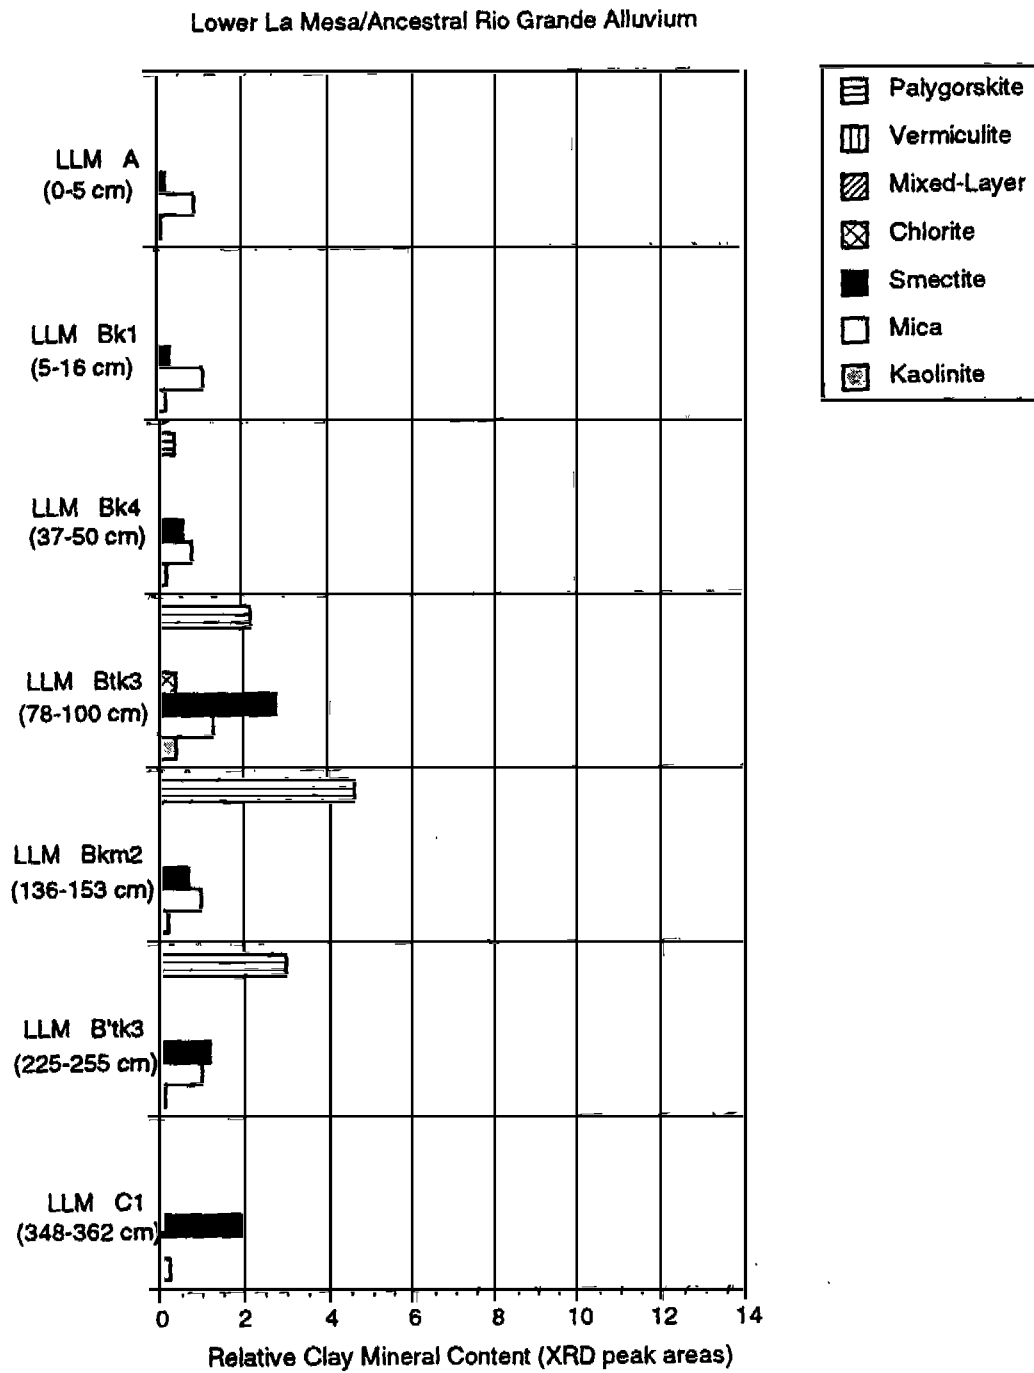 Lower La Mesa/Ancestral Rio Grande Alluvium
Palygorskite
Vermiculite
Mixed-Layer
Chlorite
Smectite
Mica
Kaolinite
LLM A
(0-5 cm)
LLM Bk1
(5-16 cm)
LLM Bk4
(37-50 cm)
LLM Btk3
(78-100 cm)
LLM Bkm2
(136-153 cm)
LLM B'tk3
(225-255 cm)
LLM C1
(348-362 cm)
0 2 4 6 8 10 12 14
Relative Clay Mineral Content (XRD peak areas)